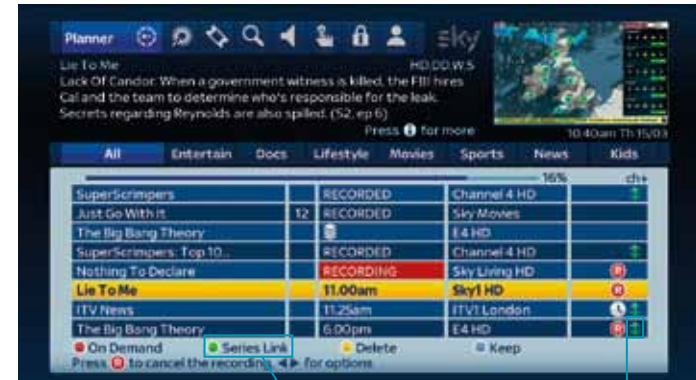 Planner sky
Lie To Me HD,DD,W,S
Lack Of Candor. When a government witness is killed, the FBI hires
Cal and the team to determine who's responsible for the leak.
Secrets regarding Reynolds are also spilled. (S2, ep 6)
Press i for more 10.40am Th 15/03
All Entertain Docs Lifestyle Movies Sports News Kids
16% ch+
SuperScrimpers RECORDED Channel 4 HD
Just Go With It 12 RECORDED Sky Movies
The Big Bang Theory E4 HD
SuperScrimpers: Top 10... RECORDED Channel 4 HD
Nothing To Declare RECORDING Sky Living HD R
Lie To Me 11.00am Sky1 HD R
ITV News 11.25am ITV1 London
The Big Bang Theory 6.00pm E4 HD R
On Demand Series Link Delete Keep
Press R to cancel the recording, for options